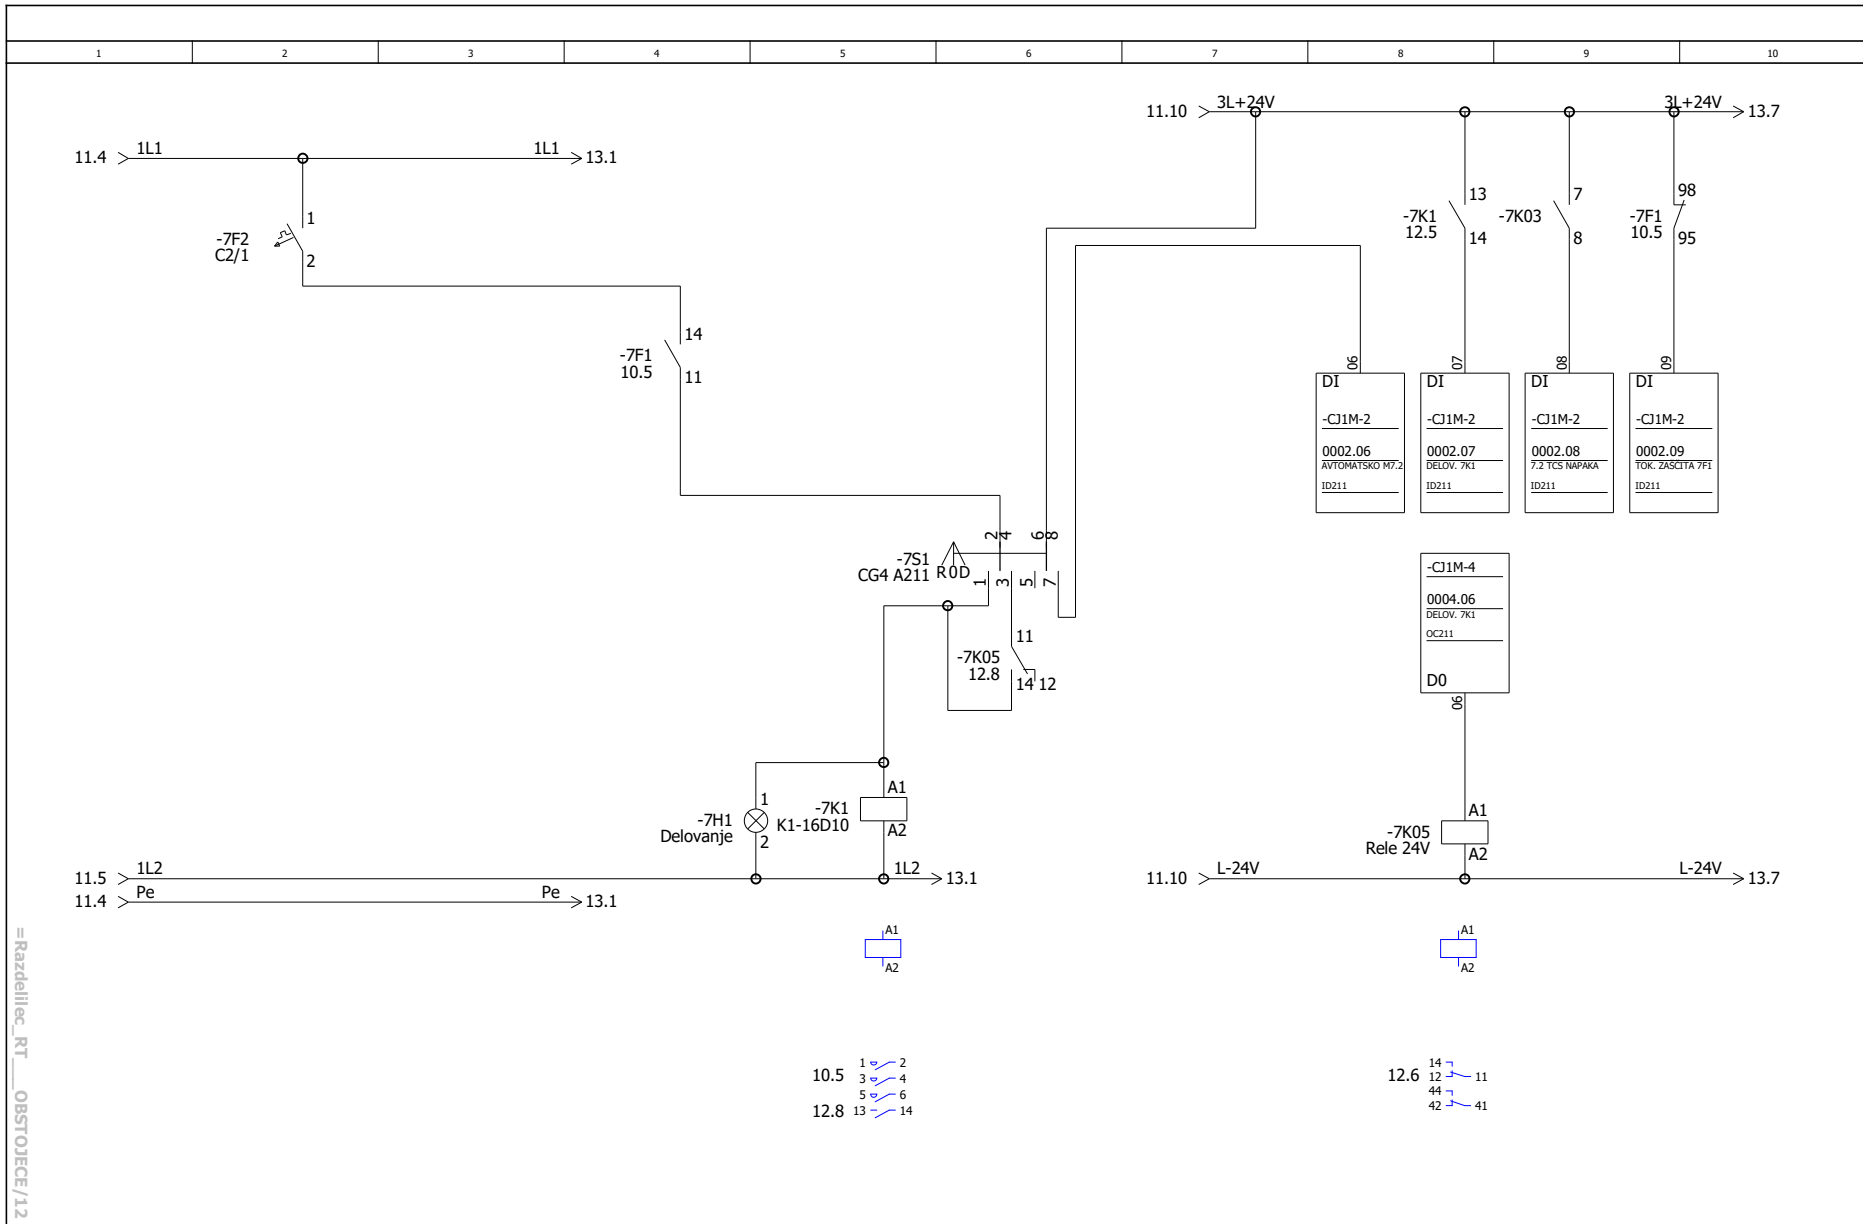 1 2 3 4 5 6 7 8 9 10
11.10 3L+24V 3L+24V 13.7
11.4 1L1 1L1 13.1
1
-7F2
C2/1
2
14
-7F1
10.5
11
13
-7K1
12.5
14
7
-7K03
8
98
-7F1
10.5
95
06
DI
-CJ1M-2
0002.06
AVTOMATSKO M7.2
ID211
07
DI
-CJ1M-2
0002.07
DELOV. 7K1
ID211
08
DI
-CJ1M-2
0002.08
7.2 TCS NAPAKA
ID211
09
DI
-CJ1M-2
0002.09
TOK. ZAŠČITA 7F1
ID211
2 4 6 8
-7S1
CG4 A211
R0D
1 3 5 7
11
-7K05
12.8
14 12
-CJ1M-4
0004.06
DELOV. 7K1
OC211
D0
06
1
-7H1
Delovanje
2
A1
-7K1
K1-16D10
A2
A1
-7K05
Rele 24V
A2
11.5 1L2 1L2 13.1
11.4 Pe Pe 13.1
11.10 L-24V L-24V 13.7
A1
A2
A1
A2
10.5 1 2
3 4
5 6
12.8 13 14
14
12.6 12 11
44
42 41
=Razdelilec_RT___OBSTOJECE/12